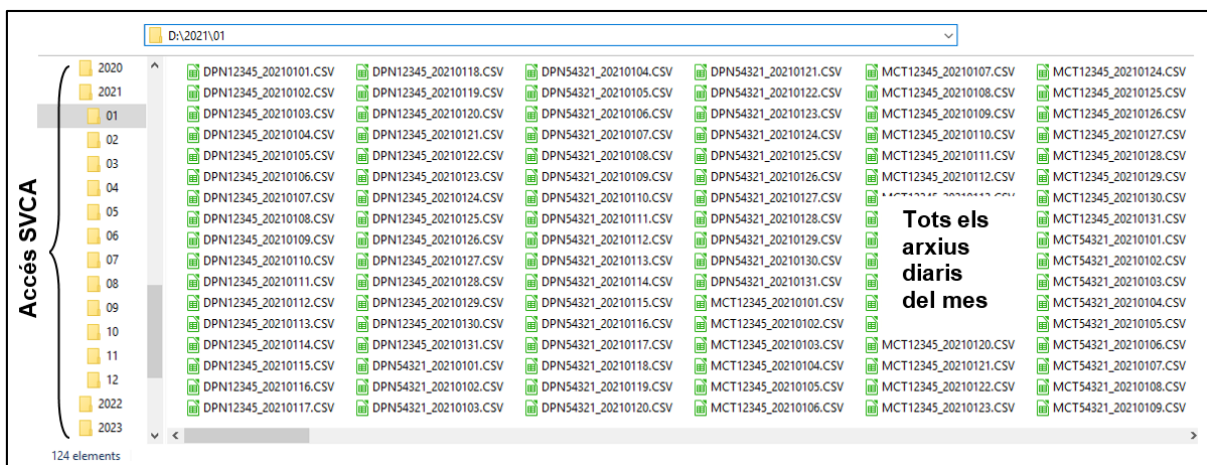 D:\2021\01
Accés SVCA
2020
2021
01
02
03
04
05
06
07
08
09
10
11
12
2022
2023
DPN12345_20210101.CSV
DPN12345_20210102.CSV
DPN12345_20210103.CSV
DPN12345_20210104.CSV
DPN12345_20210105.CSV
DPN12345_20210106.CSV
DPN12345_20210107.CSV
DPN12345_20210108.CSV
DPN12345_20210109.CSV
DPN12345_20210110.CSV
DPN12345_20210111.CSV
DPN12345_20210112.CSV
DPN12345_20210113.CSV
DPN12345_20210114.CSV
DPN12345_20210115.CSV
DPN12345_20210116.CSV
DPN12345_20210117.CSV
DPN12345_20210118.CSV
DPN12345_20210119.CSV
DPN12345_20210120.CSV
DPN12345_20210121.CSV
DPN12345_20210122.CSV
DPN12345_20210123.CSV
DPN12345_20210124.CSV
DPN12345_20210125.CSV
DPN12345_20210126.CSV
DPN12345_20210127.CSV
DPN12345_20210128.CSV
DPN12345_20210129.CSV
DPN12345_20210130.CSV
DPN12345_20210131.CSV
DPN54321_20210101.CSV
DPN54321_20210102.CSV
DPN54321_20210103.CSV
DPN54321_20210104.CSV
DPN54321_20210105.CSV
DPN54321_20210106.CSV
DPN54321_20210107.CSV
DPN54321_20210108.CSV
DPN54321_20210109.CSV
DPN54321_20210110.CSV
DPN54321_20210111.CSV
DPN54321_20210112.CSV
DPN54321_20210113.CSV
DPN54321_20210114.CSV
DPN54321_20210115.CSV
DPN54321_20210116.CSV
DPN54321_20210117.CSV
DPN54321_20210118.CSV
DPN54321_20210119.CSV
DPN54321_20210120.CSV
DPN54321_20210121.CSV
DPN54321_20210122.CSV
DPN54321_20210123.CSV
DPN54321_20210124.CSV
DPN54321_20210125.CSV
DPN54321_20210126.CSV
DPN54321_20210127.CSV
DPN54321_20210128.CSV
DPN54321_20210129.CSV
DPN54321_20210130.CSV
DPN54321_20210131.CSV
MCT12345_20210101.CSV
MCT12345_20210102.CSV
MCT12345_20210103.CSV
MCT12345_20210104.CSV
MCT12345_20210105.CSV
MCT12345_20210106.CSV
MCT12345_20210107.CSV
MCT12345_20210108.CSV
MCT12345_20210109.CSV
MCT12345_20210110.CSV
MCT12345_20210111.CSV
MCT12345_20210112.CSV
Tots els
arxius
diaris
del mes
MCT12345_20210120.CSV
MCT12345_20210121.CSV
MCT12345_20210122.CSV
MCT12345_20210123.CSV
MCT12345_20210124.CSV
MCT12345_20210125.CSV
MCT12345_20210126.CSV
MCT12345_20210127.CSV
MCT12345_20210128.CSV
MCT12345_20210129.CSV
MCT12345_20210130.CSV
MCT12345_20210131.CSV
MCT54321_20210101.CSV
MCT54321_20210102.CSV
MCT54321_20210103.CSV
MCT54321_20210104.CSV
MCT54321_20210105.CSV
MCT54321_20210106.CSV
MCT54321_20210107.CSV
MCT54321_20210108.CSV
MCT54321_20210109.CSV
124 elements